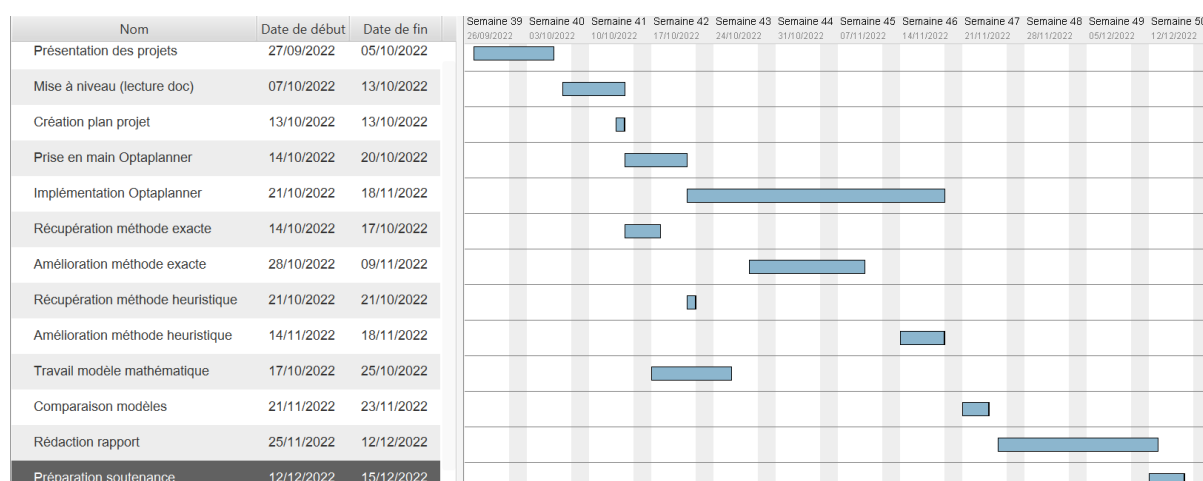 Nom Date de début Date de fin
Semaine 39 Semaine 40 Semaine 41 Semaine 42 Semaine 43 Semaine 44 Semaine 45 Semaine 46 Semaine 47 Semaine 48 Semaine 49 Semaine 50
26/09/2022 03/10/2022 10/10/2022 17/10/2022 24/10/2022 31/10/2022 07/11/2022 14/11/2022 21/11/2022 28/11/2022 05/12/2022 12/12/2022
Présentation des projets 27/09/2022 05/10/2022
Mise à niveau (lecture doc) 07/10/2022 13/10/2022
Création plan projet 13/10/2022 13/10/2022
Prise en main Optaplanner 14/10/2022 20/10/2022
Implémentation Optaplanner 21/10/2022 18/11/2022
Récupération méthode exacte 14/10/2022 17/10/2022
Amélioration méthode exacte 28/10/2022 09/11/2022
Récupération méthode heuristique 21/10/2022 21/10/2022
Amélioration méthode heuristique 14/11/2022 18/11/2022
Travail modèle mathématique 17/10/2022 25/10/2022
Comparaison modèles 21/11/2022 23/11/2022
Rédaction rapport 25/11/2022 12/12/2022
Préparation soutenance 12/12/2022 15/12/2022